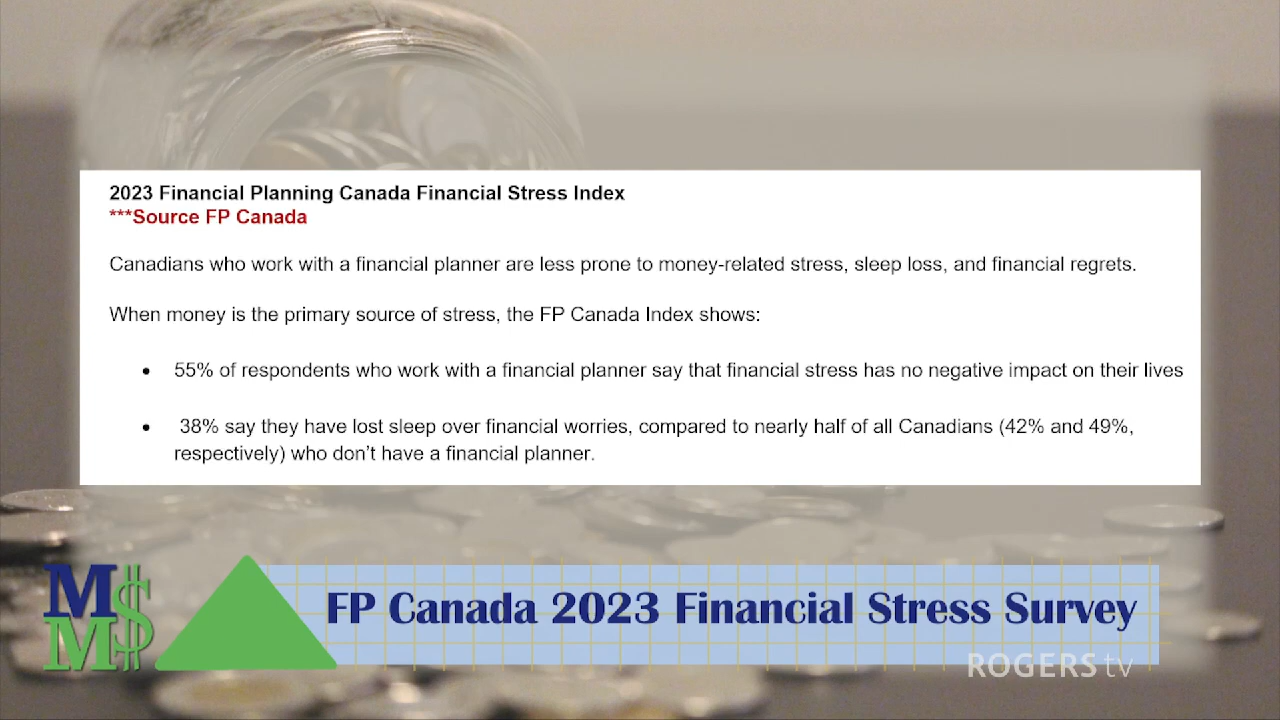 2023 Financial Planning Canada Financial Stress Index
***Source FP Canada
Canadians who work with a financial planner are less prone to money-related stress, sleep loss, and financial regrets.
When money is the primary source of stress, the FP Canada Index shows:
• 55% of respondents who work with a financial planner say that financial stress has no negative impact on their lives
• 38% say they have lost sleep over financial worries, compared to nearly half of all Canadians (42% and 49%,
respectively) who don't have a financial planner.
M$
M
FP Canada 2023 Financial Stress Survey
ROGERS tv